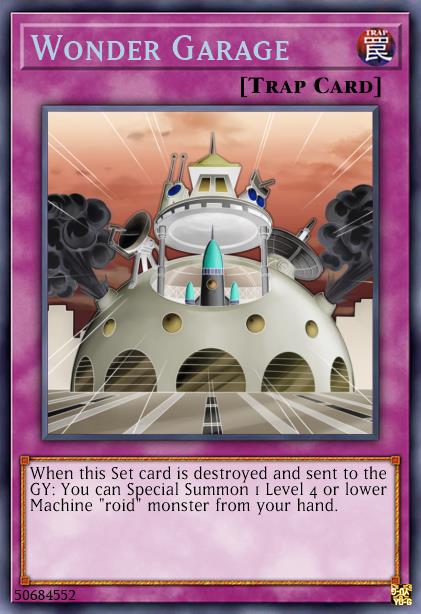 Wonder Garage
TRAP
罠
[Trap Card]
When this Set card is destroyed and sent to the
GY: You can Special Summon 1 Level 4 or lower
Machine "roid" monster from your hand.
50684552